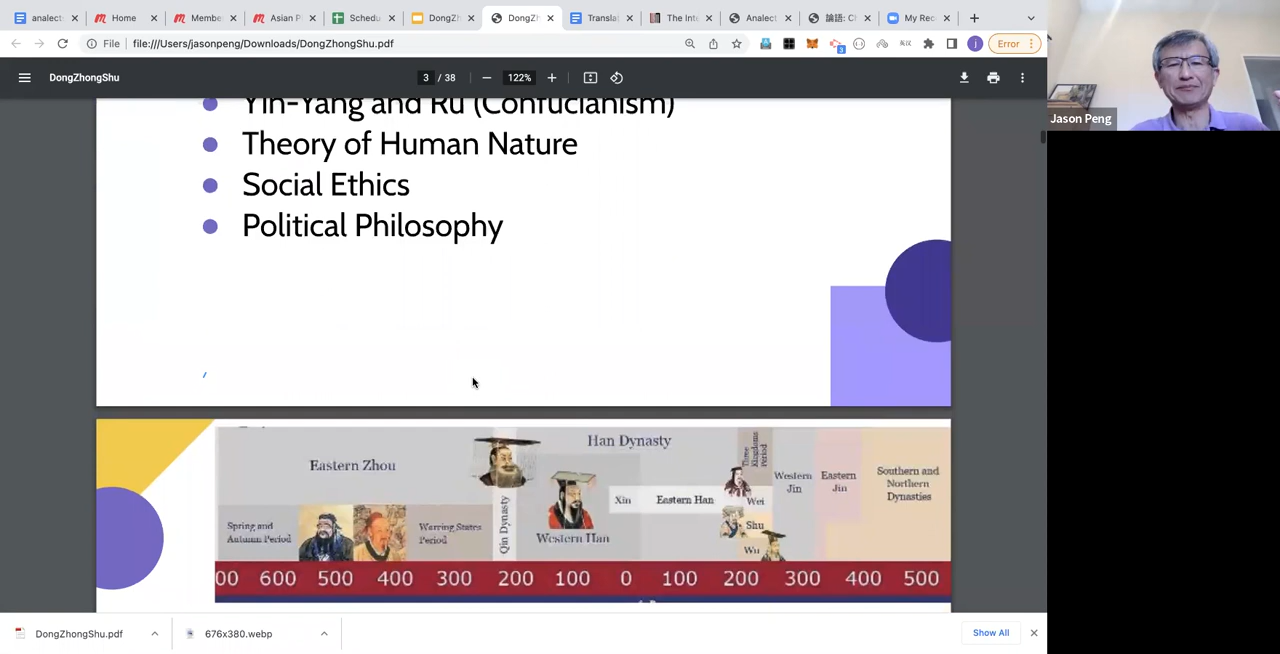 analect
Home
Membe
Asian P
Schedu
DongZh
DongZh
Transla
The Inte
Analect
論語: Cl
My Rec
File
file:///Users/jasonpeng/Downloads/DongZhongShu.pdf
Error
DongZhongShu
3 / 38
122%
Jason Peng
Yin-Yang and Ru (Confucianism)
Theory of Human Nature
Social Ethics
Political Philosophy
Han Dynasty
Eastern Zhou
Three Kingdoms Period
Western Jin
Eastern Jin
Southern and Northern Dynasties
Spring and Autumn Period
Warring States Period
Qin Dynasty
Western Han
Xin
Eastern Han
Wei
Shu
Wu
00 600 500 400 300 200 100 0 100 200 300 400 500
DongZhongShu.pdf
676x380.webp
Show All